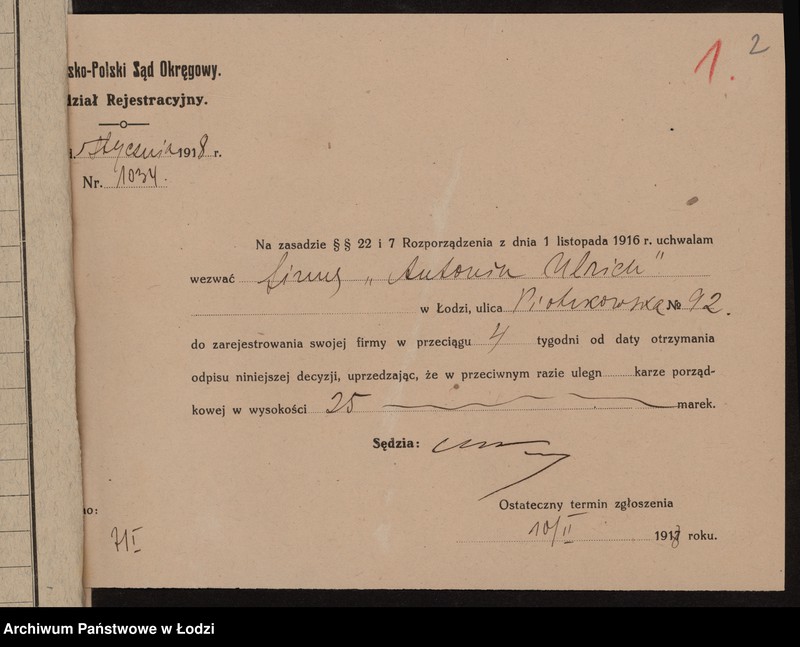 1. 2
sko-Polski Sąd Okręgowy.
dział Rejestracyjny.
stycznia 1918 r.
Nr. 1034.
Na zasadzie § § 22 i 7 Rozporządzenia z dnia 1 listopada 1916 r. uchwalam
wezwać firmę „Antonin Ulrich"
w Łodzi, ulica Piotrkowska № 92.
do zarejestrowania swojej firmy w przeciągu 4 tygodni od daty otrzymania
odpisu niniejszej decyzji, uprzedzając, że w przeciwnym razie ulegn karze porząd-
kowej w wysokości 25 marek.
Sędzia:
Ostateczny termin zgłoszenia
no:
7/I
10/II 1918 roku.
Archiwum Państwowe w Łodzi